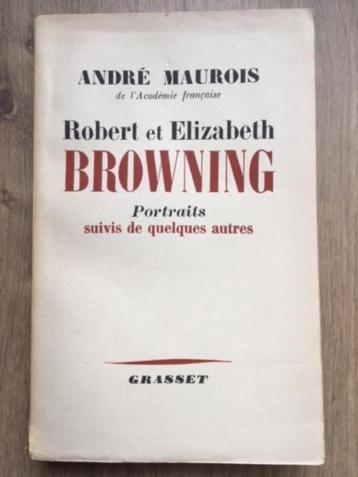 ANDRÉ MAUROIS
de l'Académie française
Robert et Elizabeth
BROWNING
Portraits
suivis de quelques autres
GRASSET